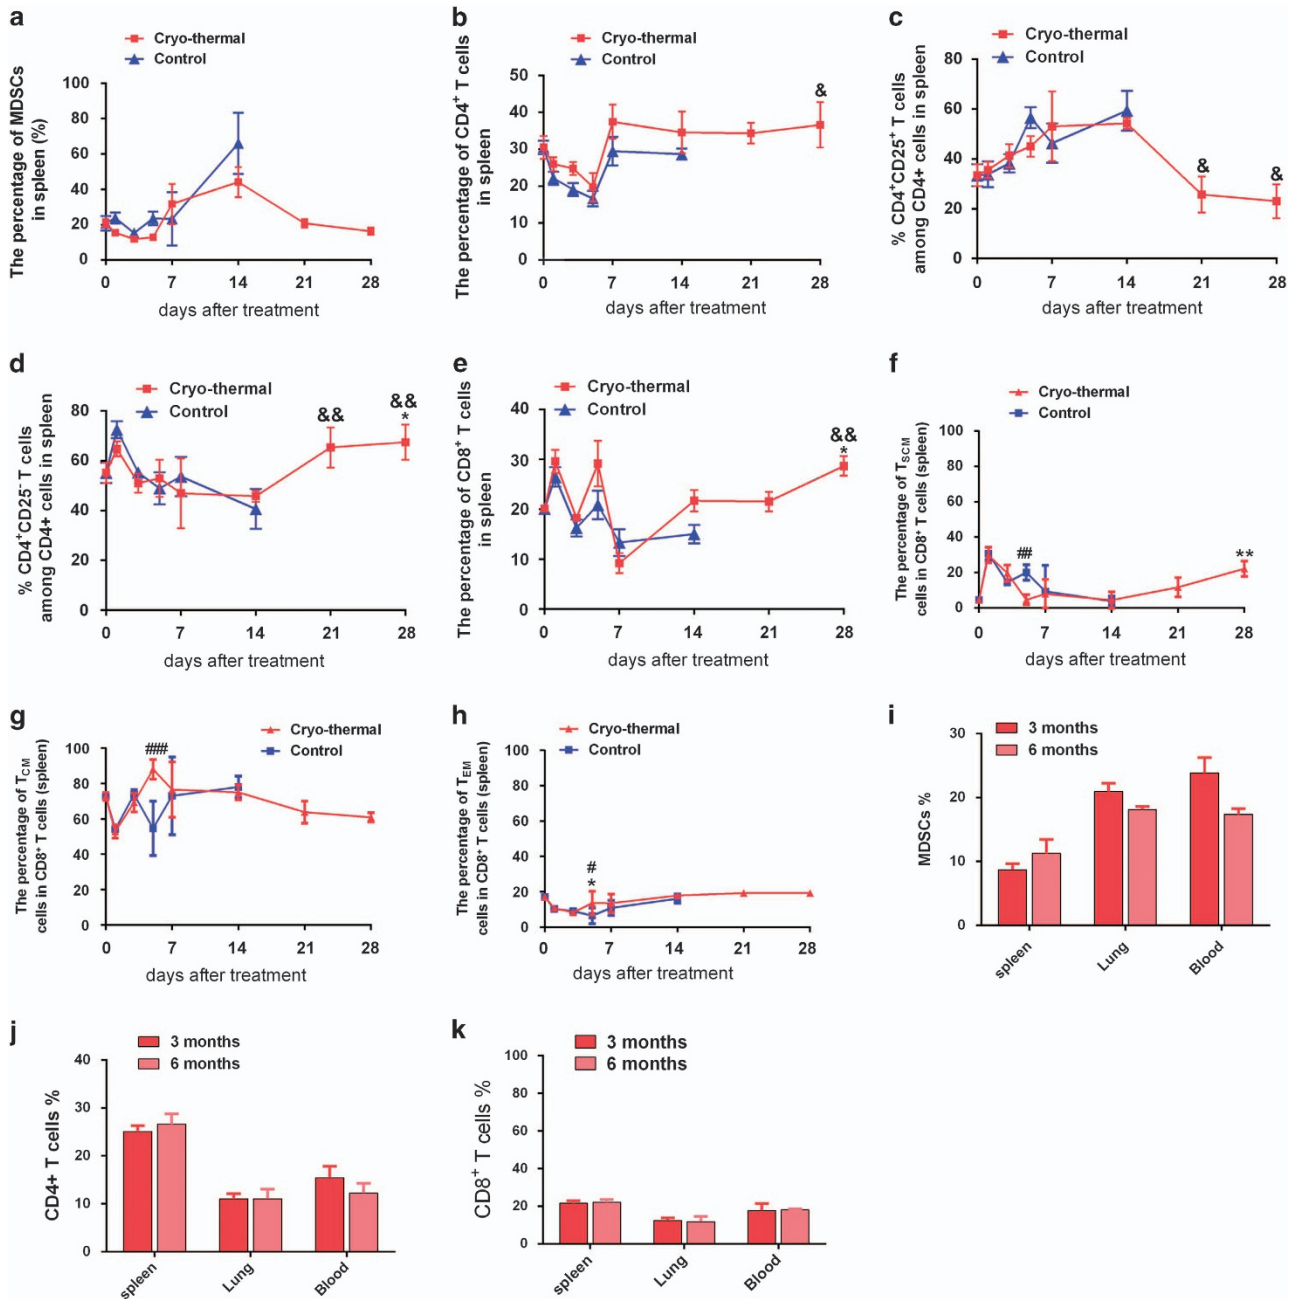 a
Cryo-thermal
Control
The percentage of MDSCs
in spleen (%)
100
80
60
40
20
0
0 7 14 21 28
days after treatment
b
Cryo-thermal
Control
The percentage of CD4⁺ T cells
in spleen
50
40
30
20
10
0
&
0 7 14 21 28
days after treatment
c
Cryo-thermal
Control
% CD4⁺CD25⁺ T cells
among CD4+ cells in spleen
80
60
40
20
0
& &
0 7 14 21 28
days after treatment
d
Cryo-thermal
Control
% CD4⁺CD25⁻ T cells
among CD4+ cells in spleen
80
60
40
20
0
&& &&
*
0 7 14 21 28
days after treatment
e
Cryo-thermal
Control
The percentage of CD8⁺ T cells
in spleen
40
30
20
10
0
&&
*
0 7 14 21 28
days after treatment
f
Cryo-thermal
Control
The percentage of T_SCM
cells in CD8⁺ T cells (spleen)
100
80
60
40
20
0
## **
0 7 14 21 28
days after treatment
g
Cryo-thermal
Control
The percentage of T_CM
cells in CD8⁺ T cells (spleen)
100
80
60
40
20
0
###
0 7 14 21 28
days after treatment
h
Cryo-thermal
Control
The percentage of T_EM
cells in CD8⁺ T cells (spleen)
100
80
60
40
20
0
#
*
0 7 14 21 28
days after treatment
i
3 months
6 months
MDSCs %
30
20
10
0
spleen Lung Blood
j
3 months
6 months
CD4+ T cells %
40
30
20
10
0
spleen Lung Blood
k
3 months
6 months
CD8⁺ T cells %
100
80
60
40
20
0
spleen Lung Blood